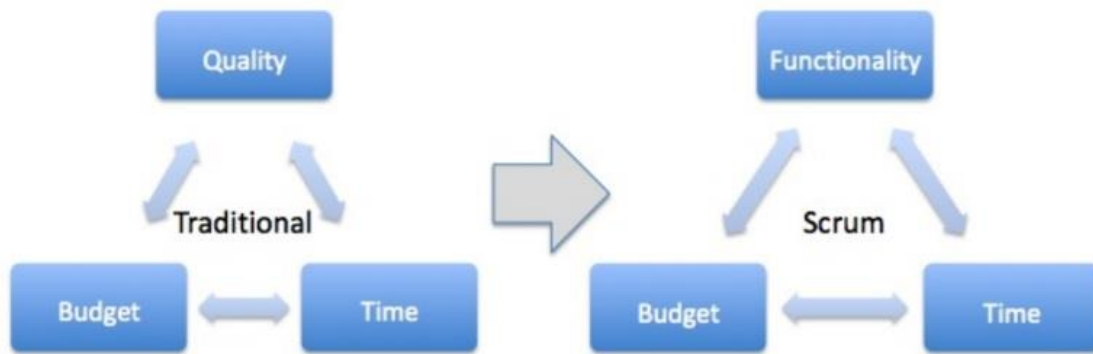 Quality
Functionality
Traditional
Scrum
Budget
Time
Budget
Time